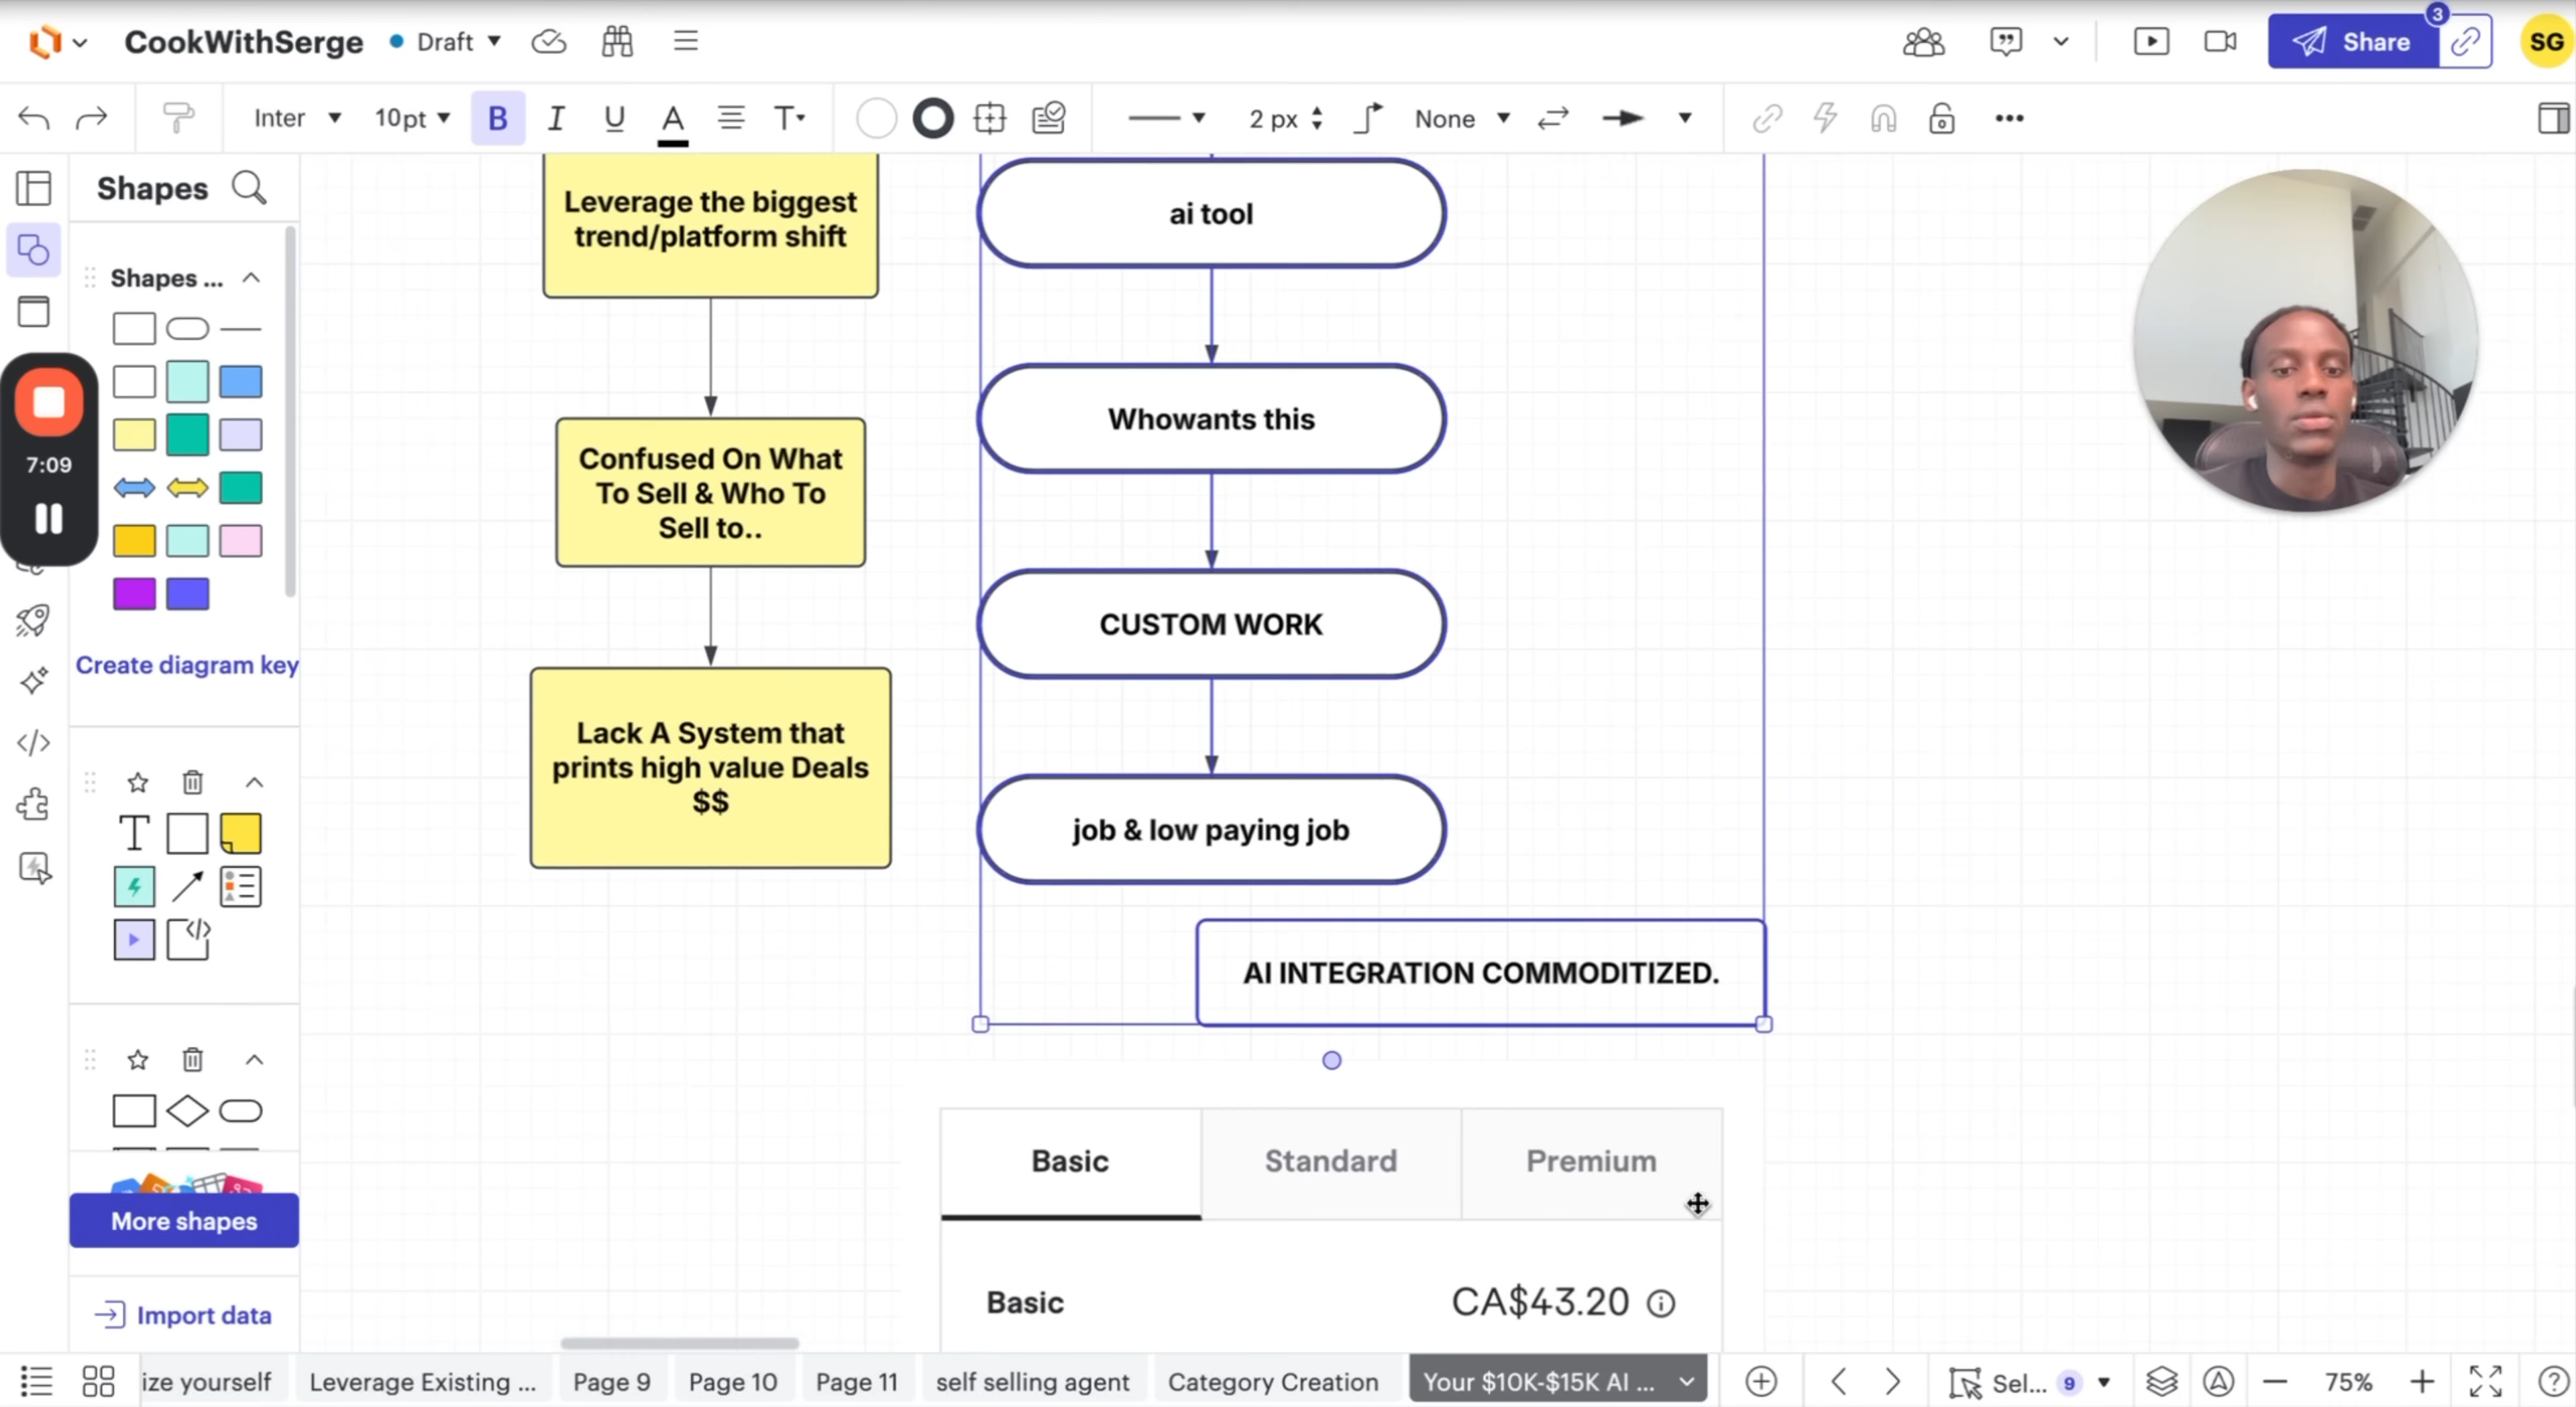 CookWithSerge
Draft
3
Share
SG
Inter
10pt
B
I
U
A
T
2 px
None
Shapes
Shapes ...
7:09
Create diagram key
T
More shapes
Import data
Leverage the biggest
trend/platform shift
Confused On What
To Sell & Who To
Sell to..
Lack A System that
prints high value Deals
$$
ai tool
Whowants this
CUSTOM WORK
job & low paying job
AI INTEGRATION COMMODITIZED.
Basic
Standard
Premium
Basic
CA$43.20
ize yourself
Leverage Existing ...
Page 9
Page 10
Page 11
self selling agent
Category Creation
Your $10K-$15K AI ...
Sel...
9
75%